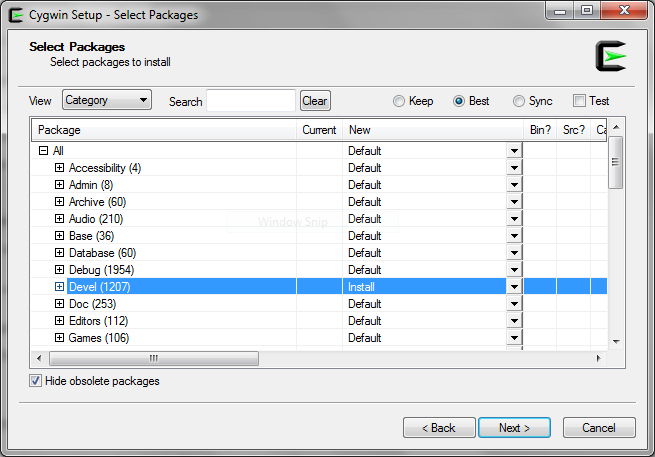 Cygwin Setup - Select Packages
Select Packages
Select packages to install
View Category Search Clear Keep Best Sync Test
Package Current New Bin? Src? Ca
All Default
Accessibility (4) Default
Admin (8) Default
Archive (60) Default
Audio (210) Default
Window Snip
Base (36) Default
Database (60) Default
Debug (1954) Default
Devel (1207) Install
Doc (253) Default
Editors (112) Default
Games (106) Default
Hide obsolete packages
< Back Next > Cancel